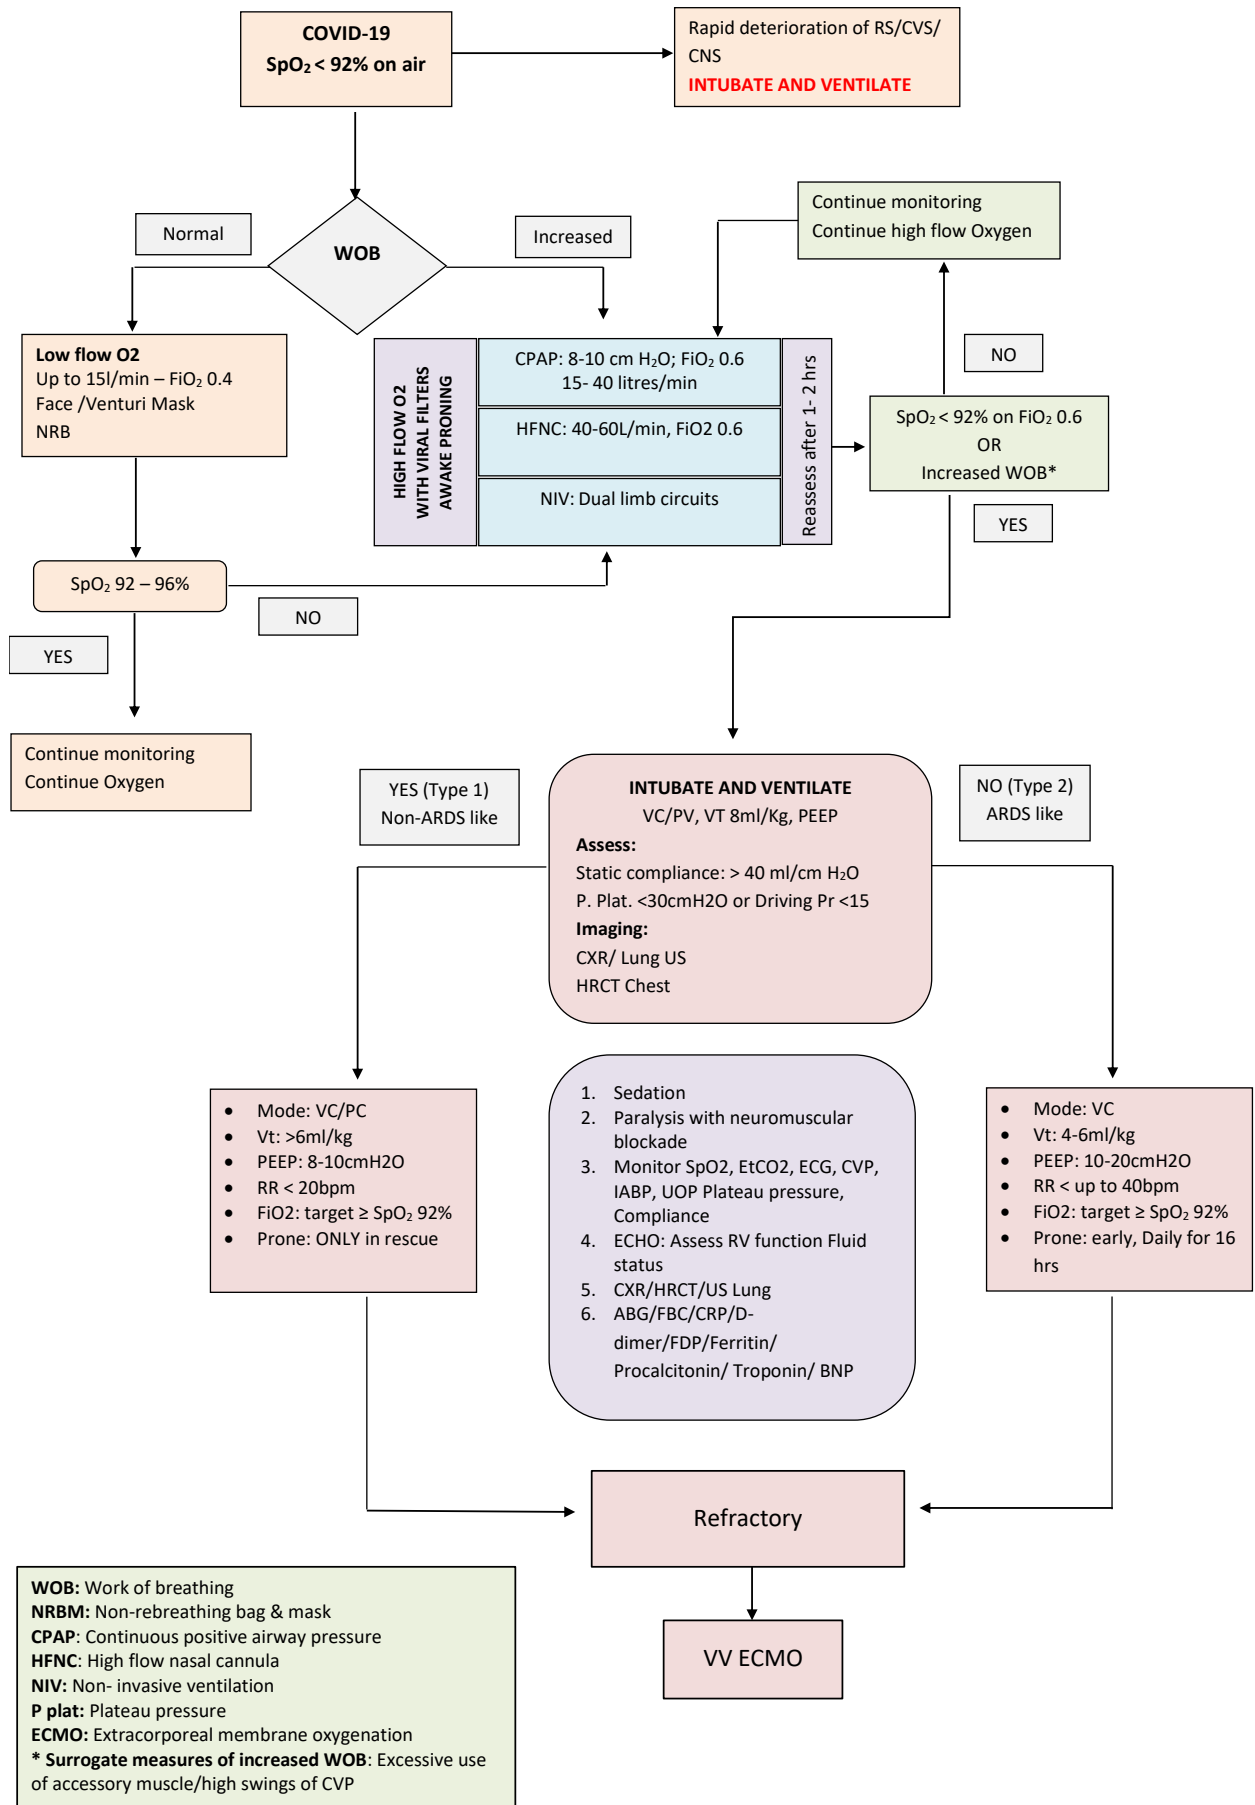 COVID-19
SpO₂ < 92% on air
Rapid deterioration of RS/CVS/
CNS
INTUBATE AND VENTILATE
Normal
WOB
Increased
Continue monitoring
Continue high flow Oxygen
NO
Low flow O2
Up to 15l/min – FiO₂ 0.4
Face /Venturi Mask
NRB
HIGH FLOW O2
WITH VIRAL FILTERS
AWAKE PRONING
CPAP: 8-10 cm H₂O; FiO₂ 0.6
15- 40 litres/min
HFNC: 40-60L/min, FiO2 0.6
NIV: Dual limb circuits
Reassess after 1- 2 hrs
SpO₂ < 92% on FiO₂ 0.6
OR
Increased WOB*
YES
SpO₂ 92 – 96%
NO
YES
Continue monitoring
Continue Oxygen
YES (Type 1)
Non-ARDS like
INTUBATE AND VENTILATE
VC/PV, VT 8ml/Kg, PEEP
Assess:
Static compliance: > 40 ml/cm H₂O
P. Plat. <30cmH2O or Driving Pr <15
Imaging:
CXR/ Lung US
HRCT Chest
NO (Type 2)
ARDS like
• Mode: VC/PC
• Vt: >6ml/kg
• PEEP: 8-10cmH2O
• RR < 20bpm
• FiO2: target ≥ SpO₂ 92%
• Prone: ONLY in rescue
1. Sedation
2. Paralysis with neuromuscular
blockade
3. Monitor SpO2, EtCO2, ECG, CVP,
IABP, UOP Plateau pressure,
Compliance
4. ECHO: Assess RV function Fluid
status
5. CXR/HRCT/US Lung
6. ABG/FBC/CRP/D-
dimer/FDP/Ferritin/
Procalcitonin/ Troponin/ BNP
• Mode: VC
• Vt: 4-6ml/kg
• PEEP: 10-20cmH2O
• RR < up to 40bpm
• FiO2: target ≥ SpO₂ 92%
• Prone: early, Daily for 16
hrs
Refractory
VV ECMO
WOB: Work of breathing
NRBM: Non-rebreathing bag & mask
CPAP: Continuous positive airway pressure
HFNC: High flow nasal cannula
NIV: Non- invasive ventilation
P plat: Plateau pressure
ECMO: Extracorporeal membrane oxygenation
* Surrogate measures of increased WOB: Excessive use
of accessory muscle/high swings of CVP